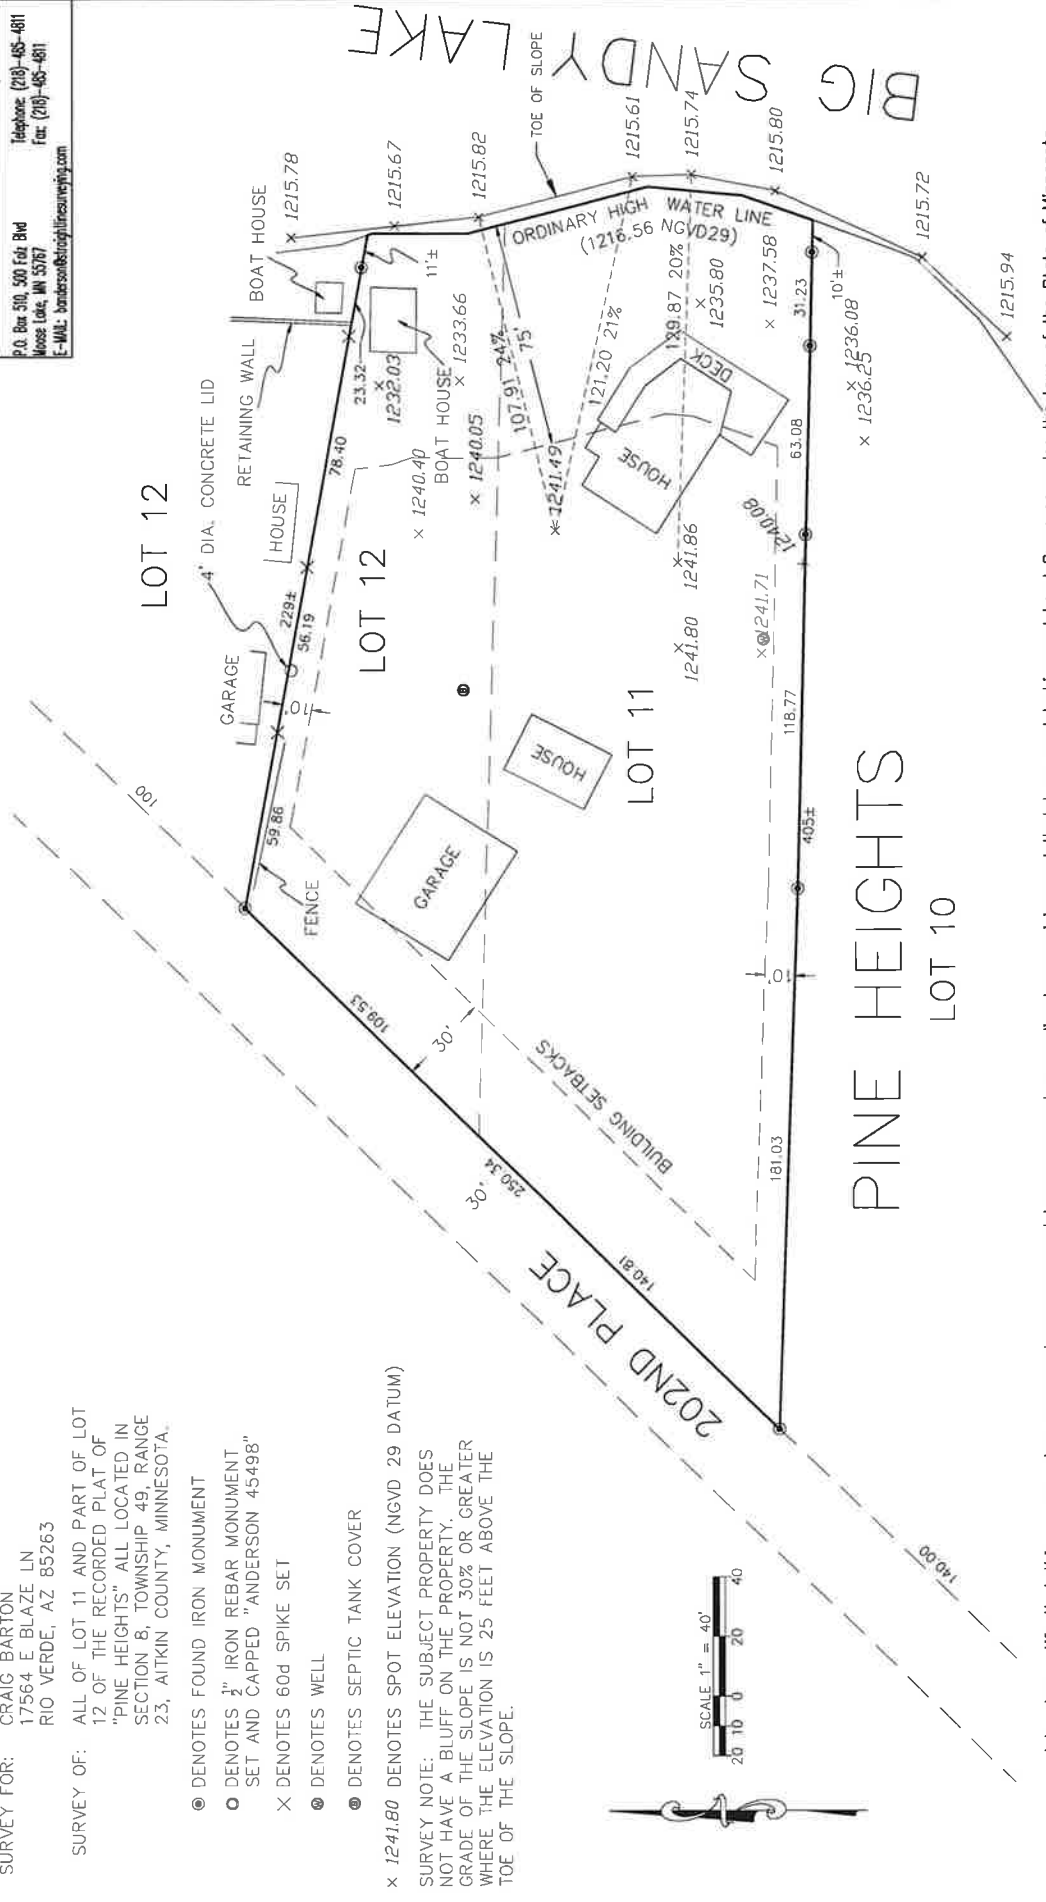 P.O. Box 510, 500 Folz Blvd
Moose Lake, MN 55767
Telephone: (218)-485-4811
Fax: (218)-485-4811
E-MAIL: banderson@straightlinesurveying.com
SURVEY FOR: CRAIG BARTON
17564 E BLAZE LN
RIO VERDE, AZ 85263
SURVEY OF: ALL OF LOT 11 AND PART OF LOT
12 OF THE RECORDED PLAT OF
"PINE HEIGHTS" ALL LOCATED IN
SECTION 8, TOWNSHIP 49, RANGE
23, AITKIN COUNTY, MINNESOTA.
DENOTES FOUND IRON MONUMENT
DENOTES 1/2" IRON REBAR MONUMENT
SET AND CAPPED "ANDERSON 45498"
DENOTES 60d SPIKE SET
DENOTES WELL
DENOTES SEPTIC TANK COVER
× 1241.80 DENOTES SPOT ELEVATION (NGVD 29 DATUM)
SURVEY NOTE: THE SUBJECT PROPERTY DOES
NOT HAVE A BLUFF ON THE PROPERTY. THE
GRADE OF THE SLOPE IS NOT 30% OR GREATER
WHERE THE ELEVATION IS 25 FEET ABOVE THE
TOE OF THE SLOPE.
SCALE 1" = 40'
20 10 0 20 40
BIG SANDY LAKE
TOE OF SLOPE
ORDINARY HIGH WATER LINE
(1216.56 NGVD29)
1215.78
1215.67
1215.82
1215.61
1215.74
1215.80
1215.72
1215.94
BOAT HOUSE
RETAINING WALL
4' DIA. CONCRETE LID
LOT 12
HOUSE
GARAGE
FENCE
100
59.86
10'
229±
56.19
78.40
23.32
11'±
1232.03
BOAT HOUSE
1233.66
1240.40
1240.05
LOT 12
107.91 24%
75'
121.20 21%
1241.49
129.87 20%
1235.80
1237.58
DECK
HOUSE
1241.86
1241.80
1241.71
1240.08
1236.08
1236.25
10'±
31.23
63.08
118.77
405±
181.03
10'
LOT 11
HOUSE
GARAGE
109.53
30'
BUILDING SETBACKS
250.34
30'
140.81
202ND PLACE
140.00
PINE HEIGHTS
LOT 10